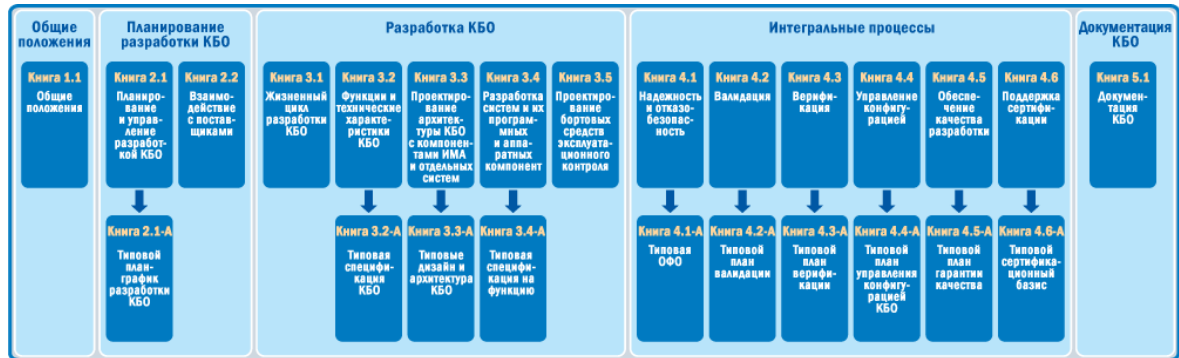 Общие
положения
Книга 1.1
Общие
положения
Планирование
разработки КБО
Книга 2.1
Планиро-
вание
и управ-
ление
разработ-
кой КБО
Книга 2.2
Взаимо-
действие
с постав-
щиками
Книга 2.1-А
Типовой
план-
график
разработки
КБО
Разработка КБО
Книга 3.1
Жизненный
цикл
разработки
КБО
Книга 3.2
Функции и
технические
характе-
ристики
КБО
Книга 3.3
Проектиро-
вание
архитек-
туры КБО
с компонен-
тами ИМА
и отдельных
систем
Книга 3.4
Разработка
систем и их
програм-
мных
и аппа-
ратных
компонент
Книга 3.5
Проектиро-
вание
бортовых
средств
эксплуата-
ционного
контроля
Книга 3.2-А
Типовая
специфи-
кация
КБО
Книга 3.3-А
Типовые
дизайн и
архитектура
КБО
Книга 3.4-А
Типовая
специфи-
кация на
функцию
Интегральные процессы
Книга 4.1
Надежность
и отказо-
безопас-
ность
Книга 4.2
Валидация
Книга 4.3
Верифи-
кация
Книга 4.4
Управление
конфигу-
рацией
Книга 4.5
Обеспе-
чение
качества
разработки
Книга 4.6
Поддержка
сертифи-
кации
Книга 4.1-А
Типовая
ОФО
Книга 4.2-А
Типовой
план
валидации
Книга 4.3-А
Типовой
план
верифи-
кации
Книга 4.4-А
Типовой
план
управления
конфигу-
рацией
КБО
Книга 4.5-А
Типовой
план
гарантии
качества
Книга 4.6-А
Типовой
сертифика-
ционный
базис
Документация
КБО
Книга 5.1
Докумен-
тация
КБО